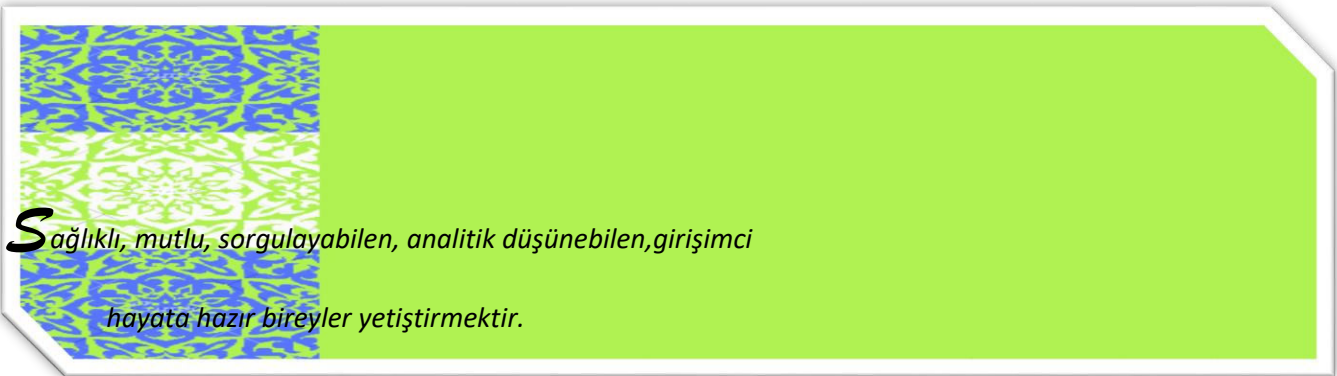 Sağlıklı, mutlu, sorgulayabilen, analitik düşünebilen,girişimci
hayata hazır bireyler yetiştirmektir.